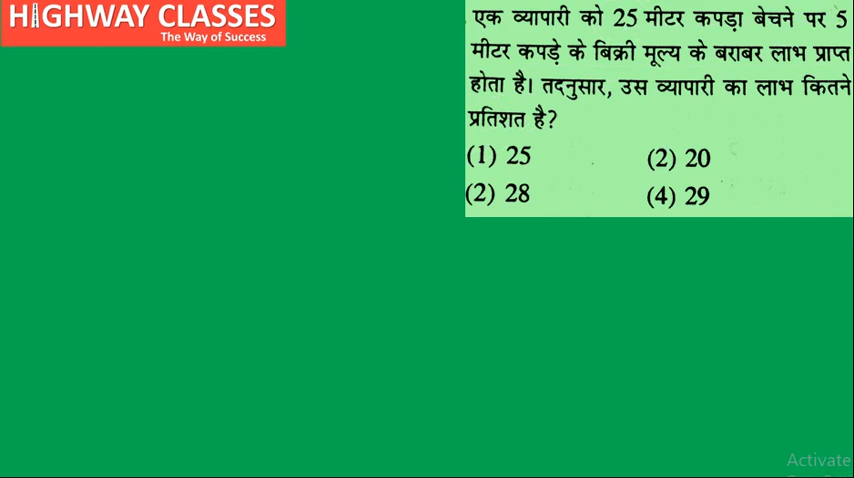 HIGHWAY CLASSES
The Way of Success
एक व्यापारी को 25 मीटर कपड़ा बेचने पर 5
मीटर कपड़े के बिक्री मूल्य के बराबर लाभ प्राप्त
होता है। तदनुसार, उस व्यापारी का लाभ कितने
प्रतिशत है?
(1) 25 (2) 20
(2) 28 (4) 29
Activate